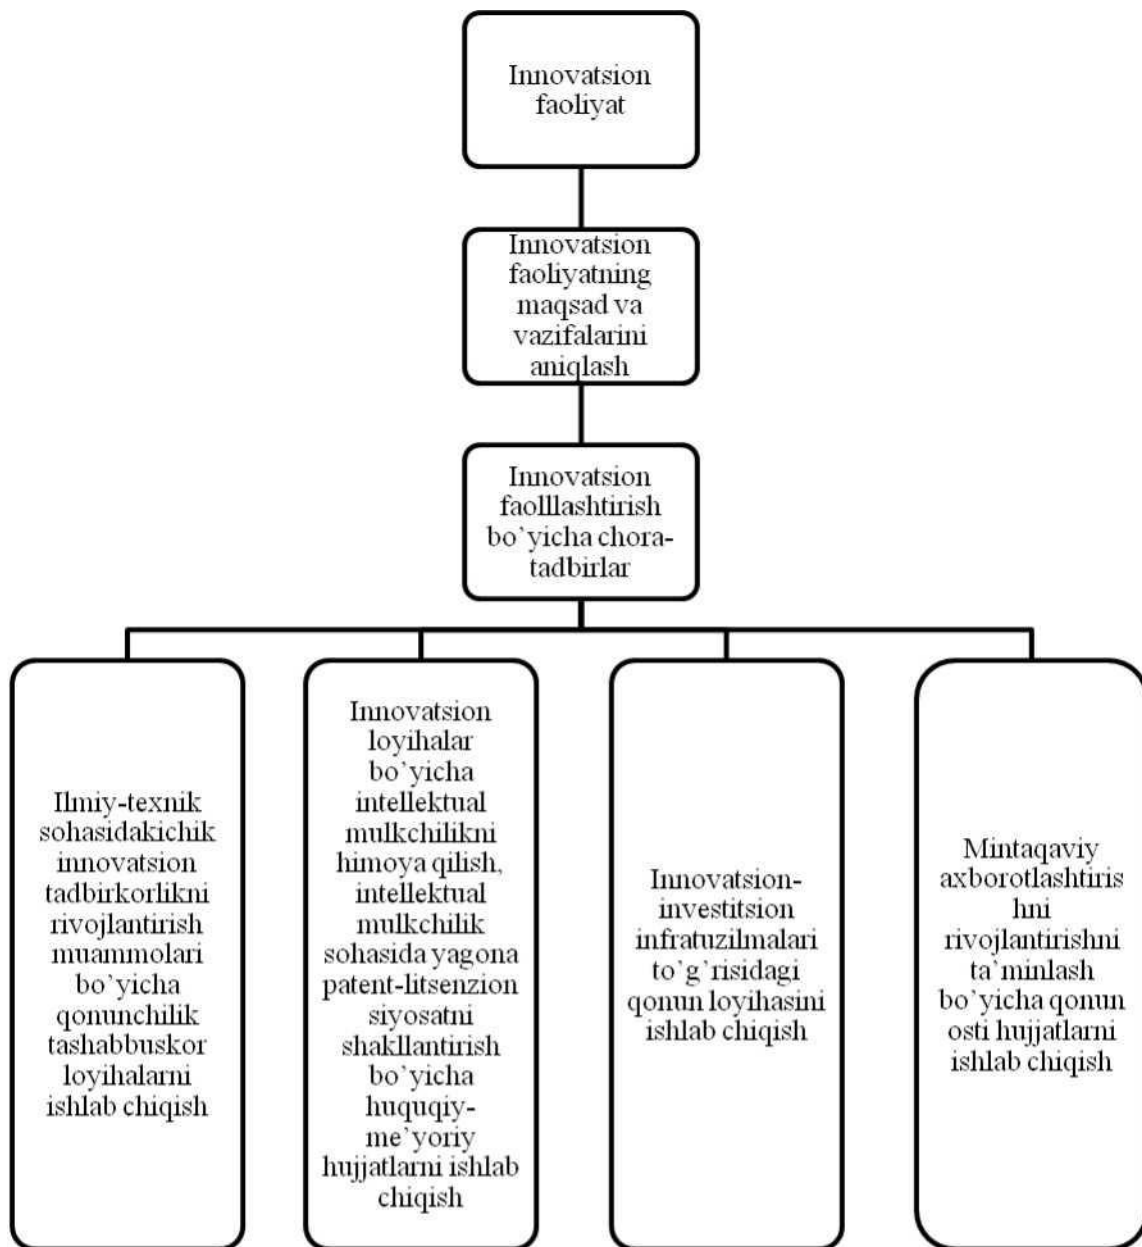 Innovatsion
faoliyat
Innovatsion
faoliyatning
maqsad va
vazifalarini
aniqlash
Innovatsion
faolllashtirish
bo`yicha chora-
tadbirlar
Ilmiy-texnik
sohasidakichik
innovatsion
tadbirkorlikni
rivojlantirish
muammolari
bo`yicha
qonunchilik
tashabbuskor
loyihalarni
ishlab chiqish
Innovatsion
loyihalar
bo`yicha
intellektual
mulkchilikni
himoya qilish,
intellektual
mulkchilik
sohasida yagona
patent-litsenzion
siyosatni
shakllantirish
bo`yicha
huquqiy-
me`yoriy
hujjatlarni ishlab
chiqish
Innovatsion-
investitsion
infratuzilmalari
to`g`risidagi
qonun loyihasini
ishlab chiqish
Mintaqaviy
axborotlashtiris
hni
rivojlantirishni
ta`minlash
bo`yicha qonun
osti hujjatlarni
ishlab chiqish